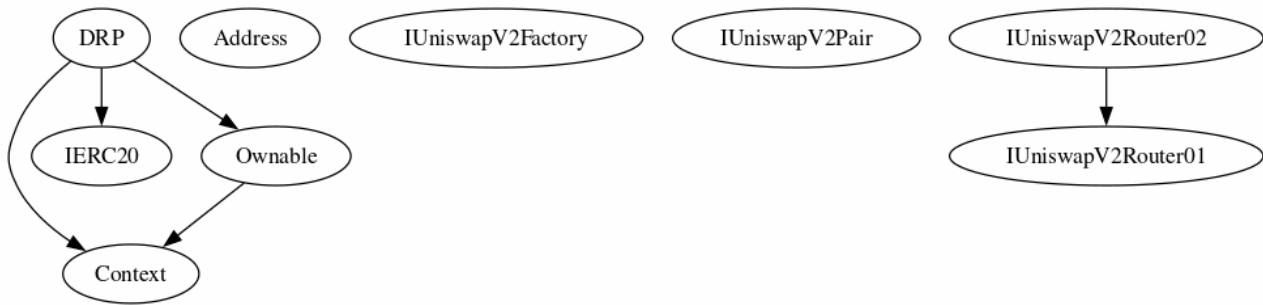 DRP
Address
IUniswapV2Factory
IUniswapV2Pair
IUniswapV2Router02
IERC20
Ownable
IUniswapV2Router01
Context